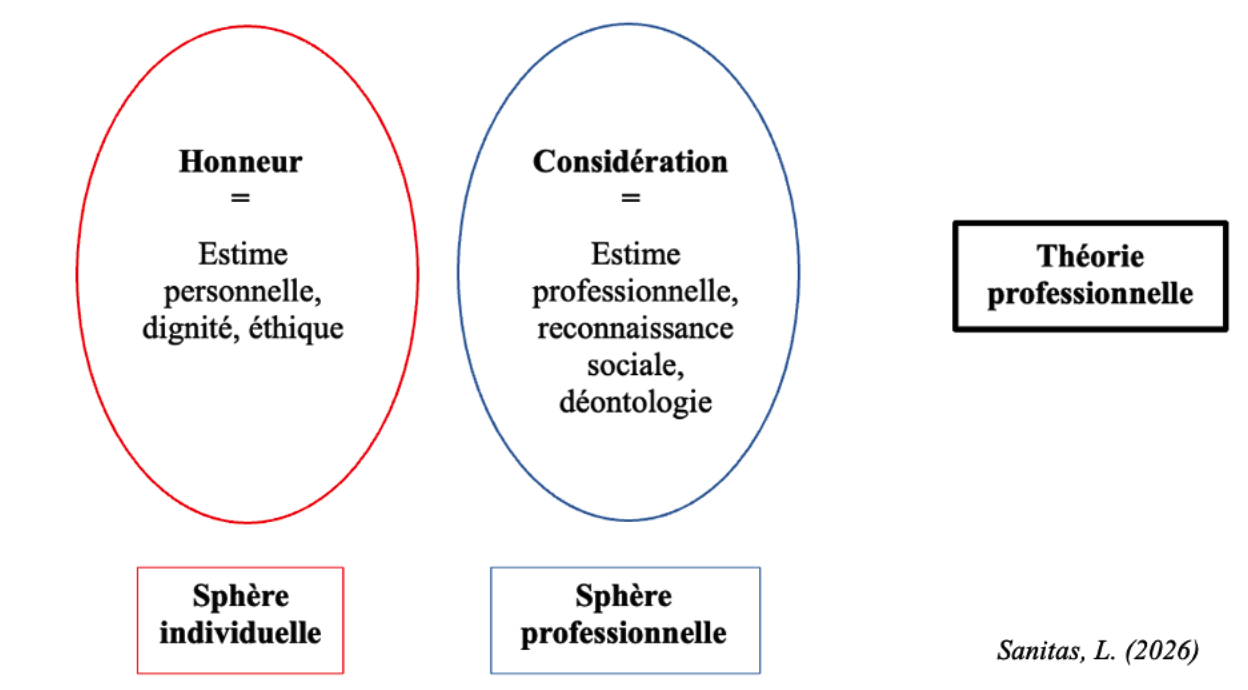 Honneur
=
Estime
personnelle,
dignité, éthique
Considération
=
Estime
professionnelle,
reconnaissance
sociale,
déontologie
Théorie
professionnelle
Sphère
individuelle
Sphère
professionnelle
Sanitas, L. (2026)